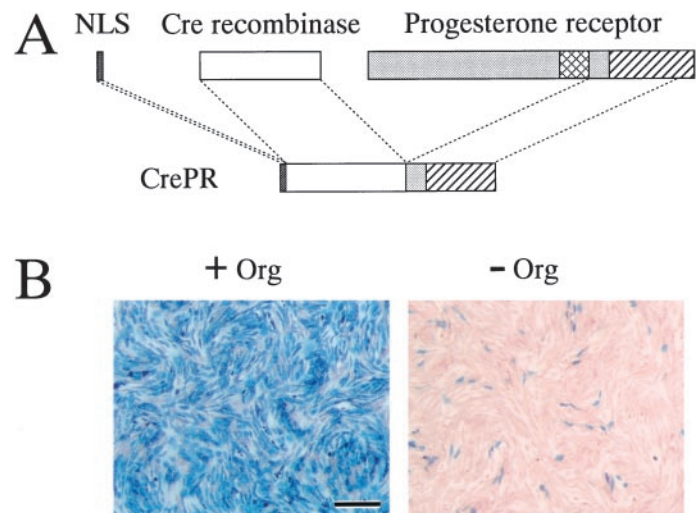 A
NLS Cre recombinase Progesterone receptor
CrePR
B
+ Org - Org